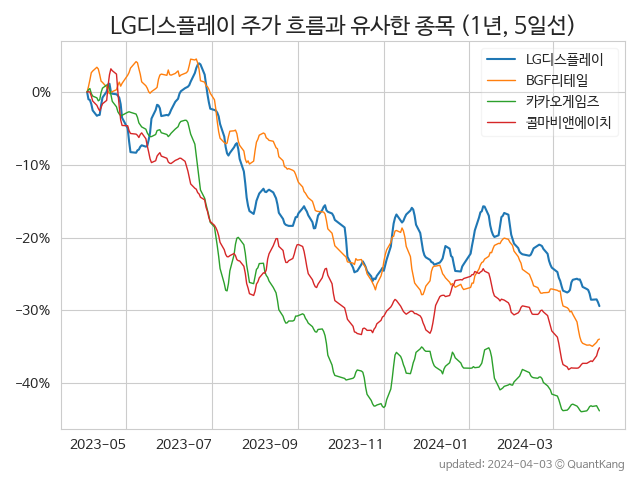 LG디스플레이 주가 흐름과 유사한 종목 (1년, 5일선)
LG디스플레이
BGF리테일
카카오게임즈
콜마비앤에이치
0%
−10%
−20%
−30%
−40%
2023-05
2023-07
2023-09
2023-11
2024-01
2024-03
updated: 2024-04-03 © QuantKang